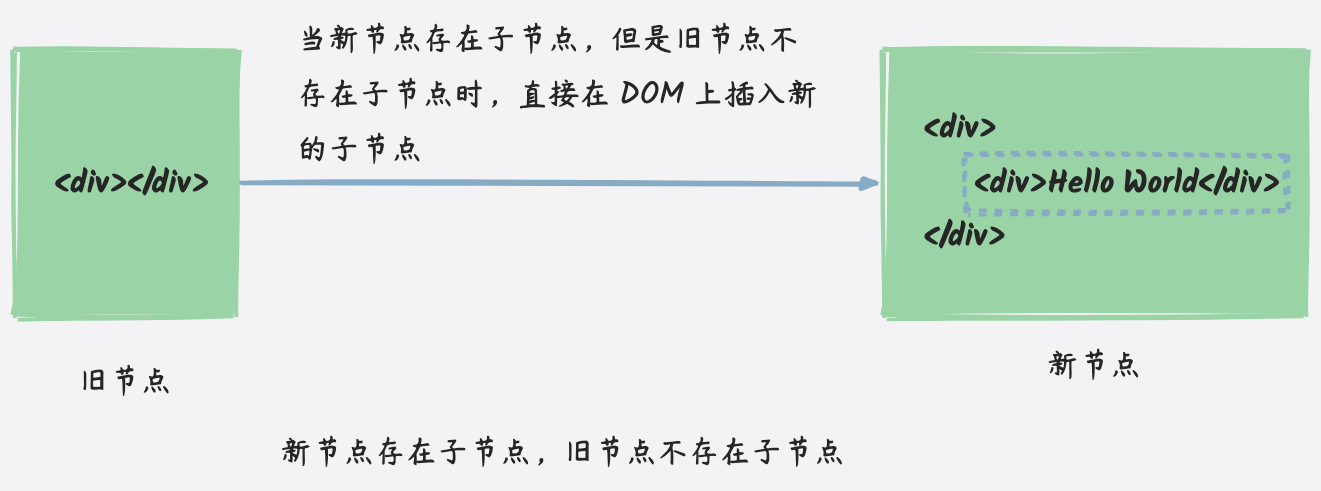 当新节点存在子节点，但是旧节点不
存在子节点时，直接在 DOM 上插入新
的子节点
<div></div>
<div>
<div>Hello World</div>
</div>
旧节点
新节点
新节点存在子节点，旧节点不存在子节点